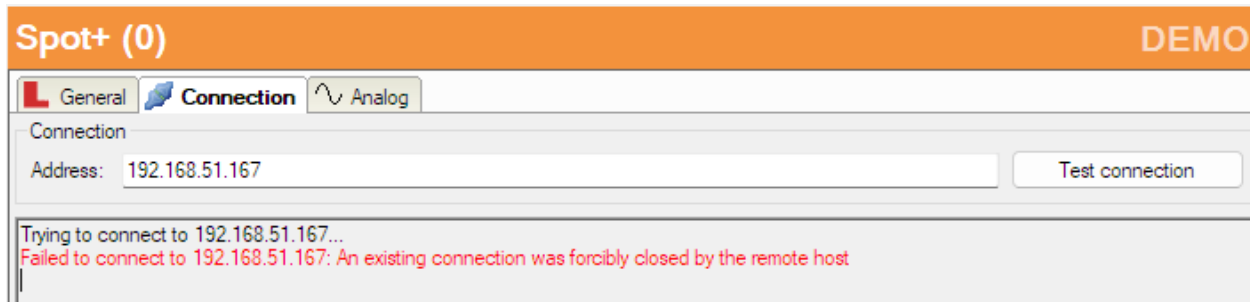 Spot+ (0) DEMO
General Connection Analog
Connection
Address: 192.168.51.167 Test connection
Trying to connect to 192.168.51.167...
Failed to connect to 192.168.51.167: An existing connection was forcibly closed by the remote host